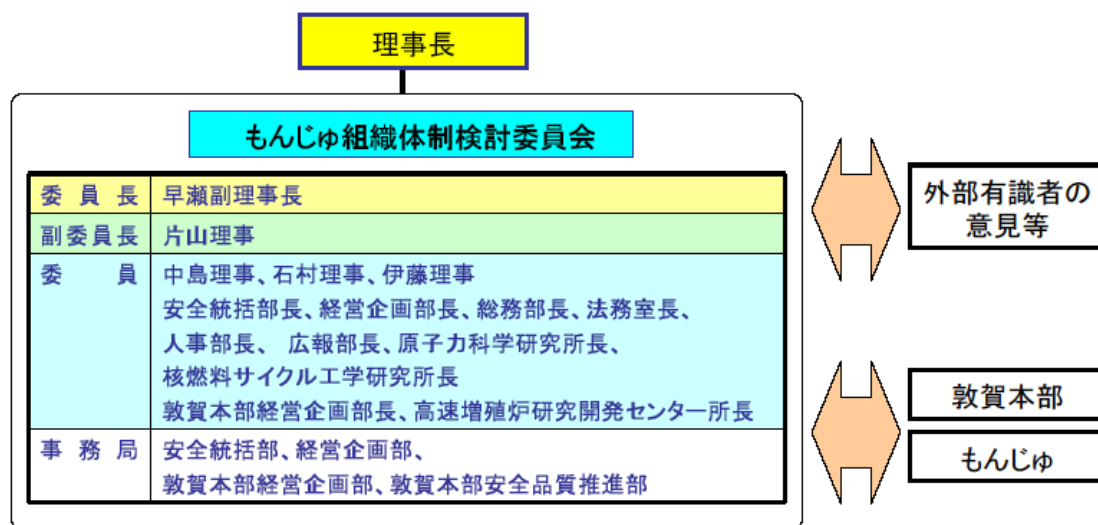 理事長
もんじゅ組織体制検討委員会
委員長 早瀬副理事長
副委員長 片山理事
委員 中島理事、石村理事、伊藤理事
安全統括部長、経営企画部長、総務部長、法務室長、
人事部長、 広報部長、原子力科学研究所長、
核燃料サイクル工学研究所長
敦賀本部経営企画部長、高速増殖炉研究開発センター所長
事務局 安全統括部、経営企画部、
敦賀本部経営企画部、敦賀本部安全品質推進部
外部有識者の
意見等
敦賀本部
もんじゅ